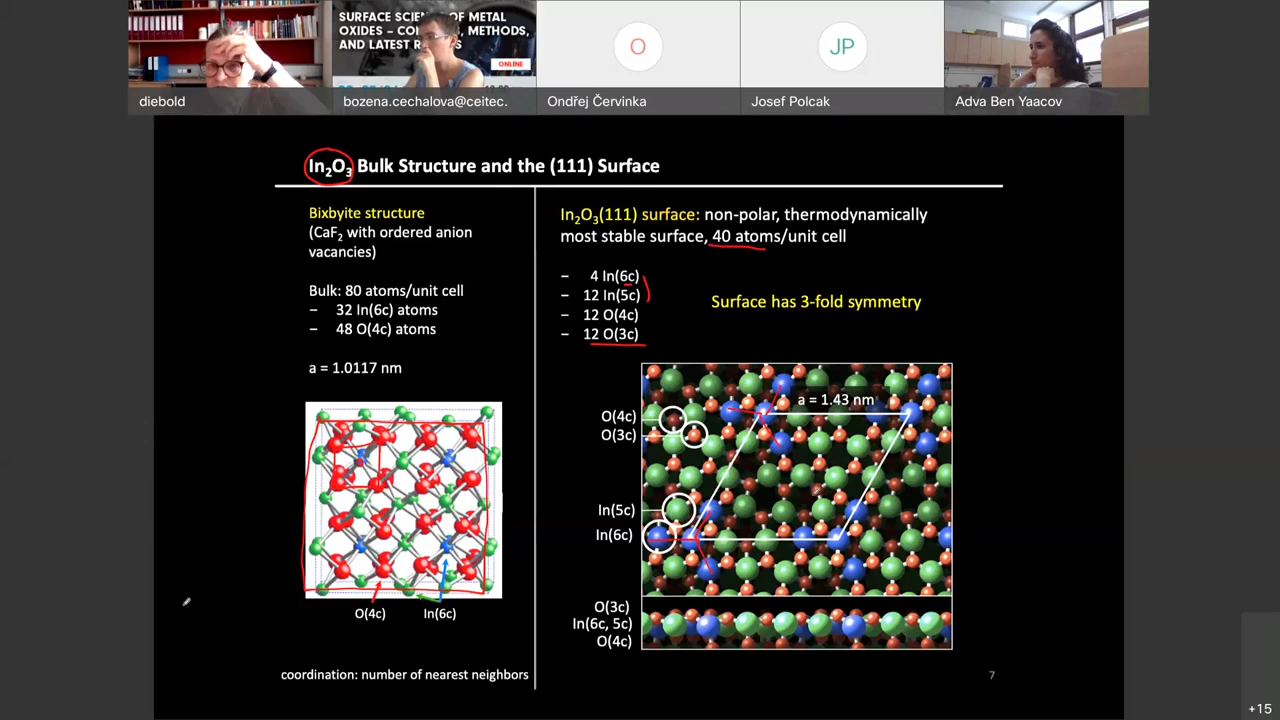 SURFACE SCIEN OF METAL
OXIDES – CO , METHODS,
AND LATEST R S
ONLINE
O
JP
diebold
bozena.cechalova@ceitec.
Ondřej Červinka
Josef Polcak
Adva Ben Yaacov
In₂O₃ Bulk Structure and the (111) Surface
Bixbyite structure
(CaF₂ with ordered anion
vacancies)
Bulk: 80 atoms/unit cell
– 32 In(6c) atoms
– 48 O(4c) atoms
a = 1.0117 nm
O(4c)
In(6c)
coordination: number of nearest neighbors
In₂O₃(111) surface: non-polar, thermodynamically
most stable surface, 40 atoms/unit cell
– 4 In(6c)
– 12 In(5c)
– 12 O(4c)
– 12 O(3c)
Surface has 3-fold symmetry
a = 1.43 nm
O(4c)
O(3c)
In(5c)
In(6c)
O(3c)
In(6c, 5c)
O(4c)
7
+15